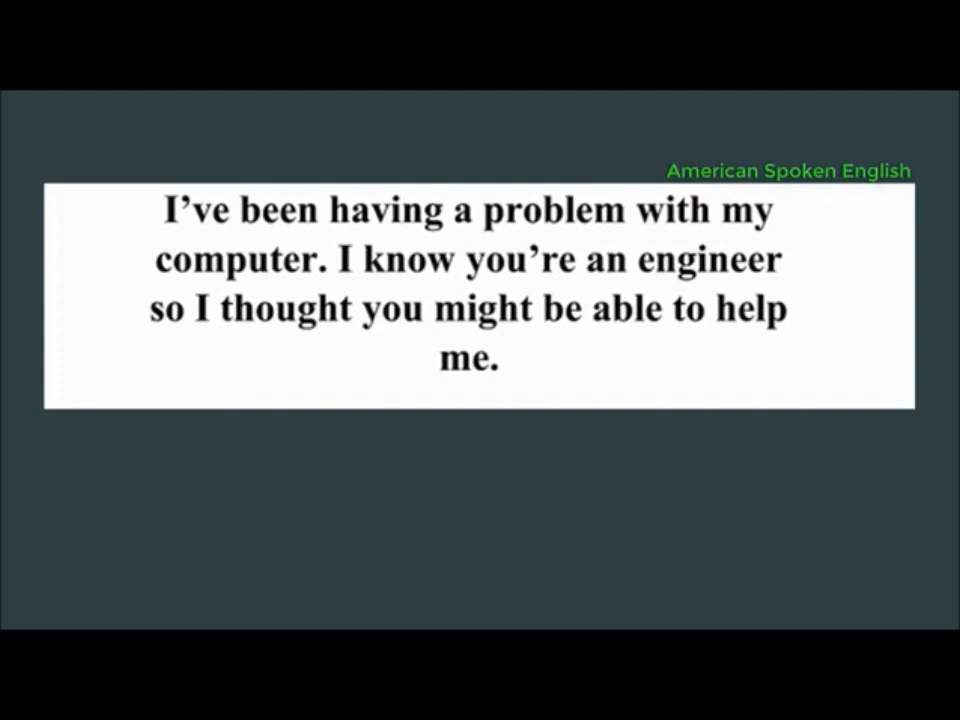 American Spoken English
I’ve been having a problem with my
computer. I know you’re an engineer
so I thought you might be able to help
me.